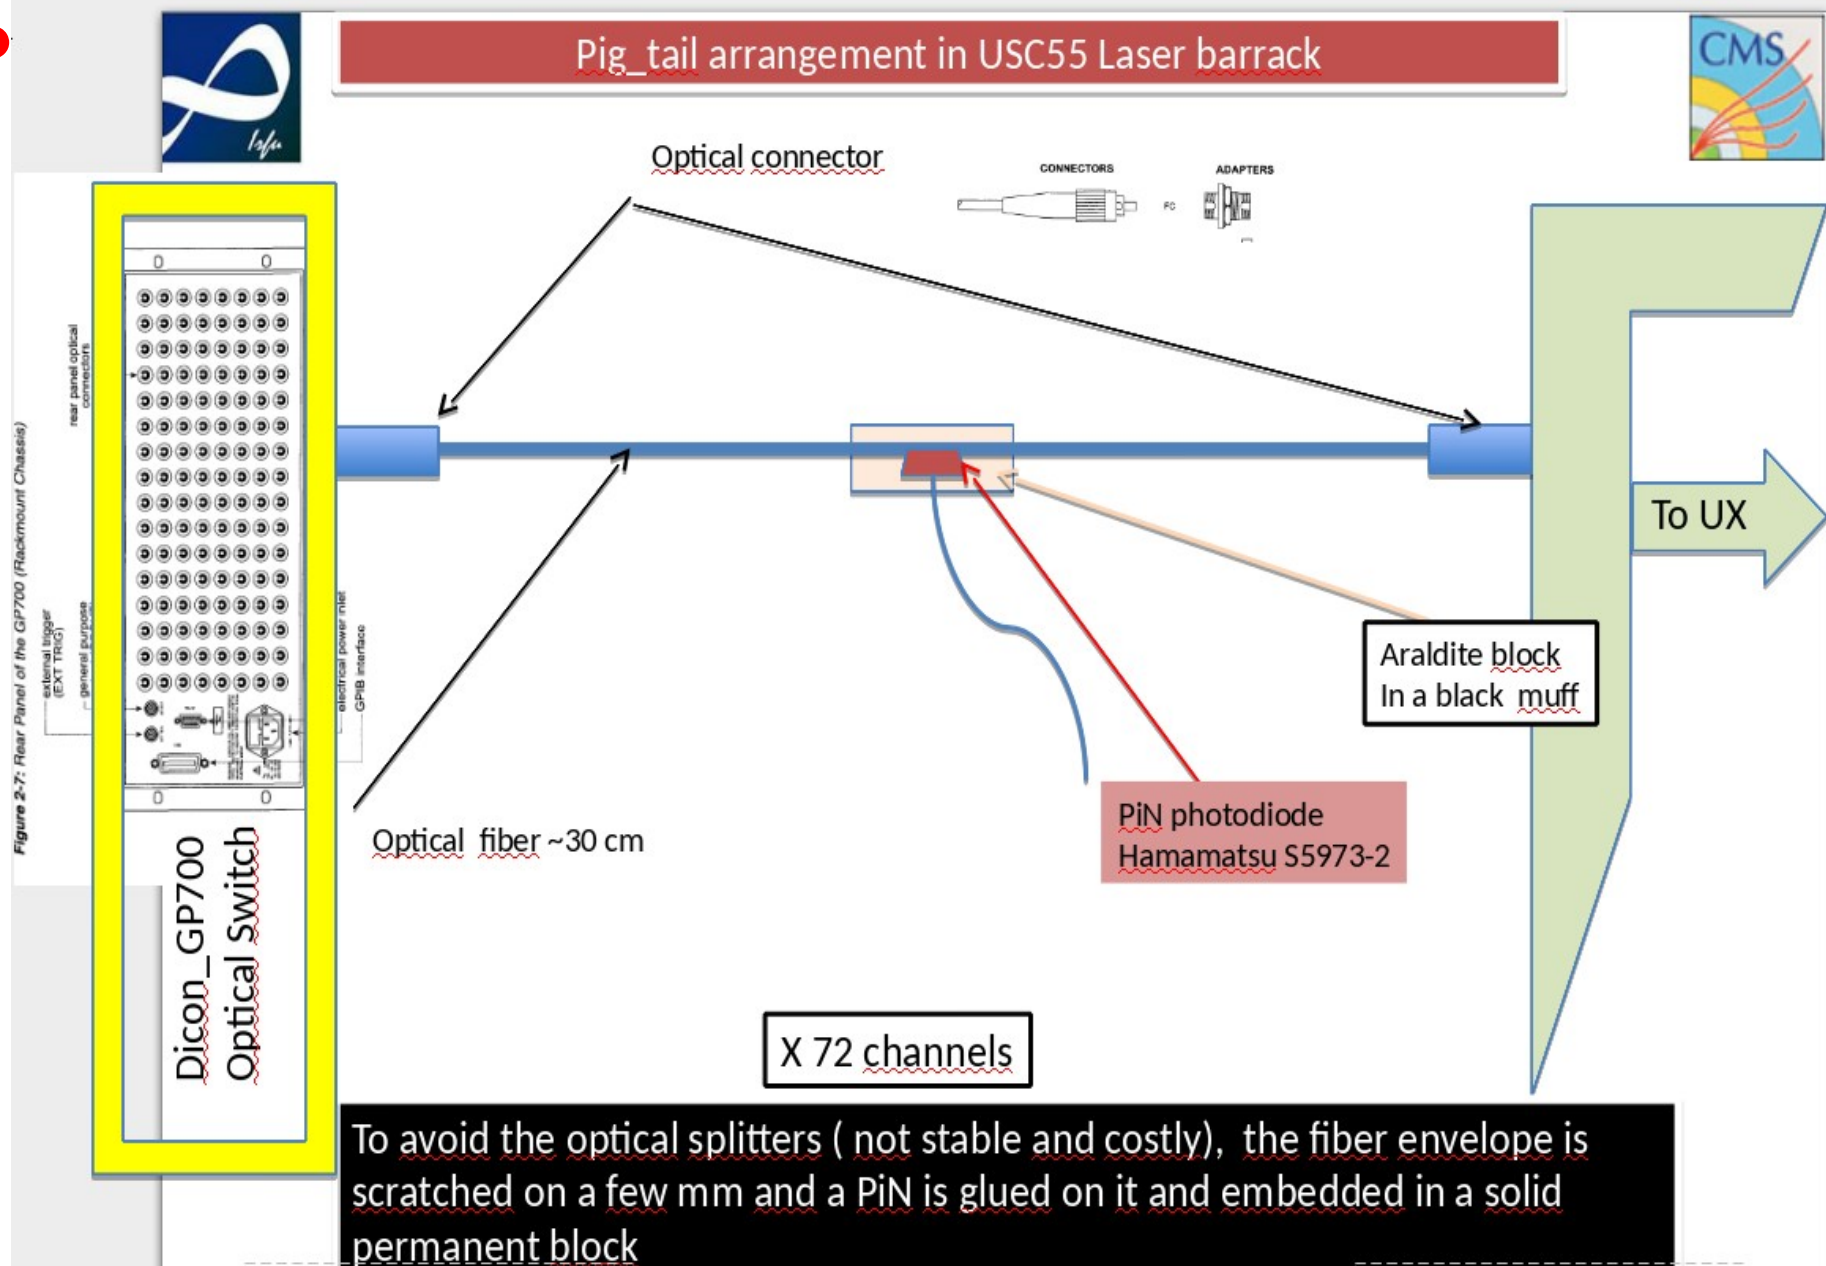 Pig_tail arrangement in USC55 Laser barrack
Irfu
CMS
Optical connector
CONNECTORS
ADAPTERS
FC
rear panel optical
connectors
Figure 2-7: Rear Panel of the GP700 (Rackmount Chassis)
external trigger
(EXT TRIG)
general purpose
electrical power inlet
GPIB interface
To UX
Araldite block
In a black muff
PiN photodiode
Hamamatsu S5973-2
Optical fiber ~30 cm
Dicon_GP700
Optical Switch
X 72 channels
To avoid the optical splitters ( not stable and costly), the fiber envelope is
scratched on a few mm and a PiN is glued on it and embedded in a solid
permanent block